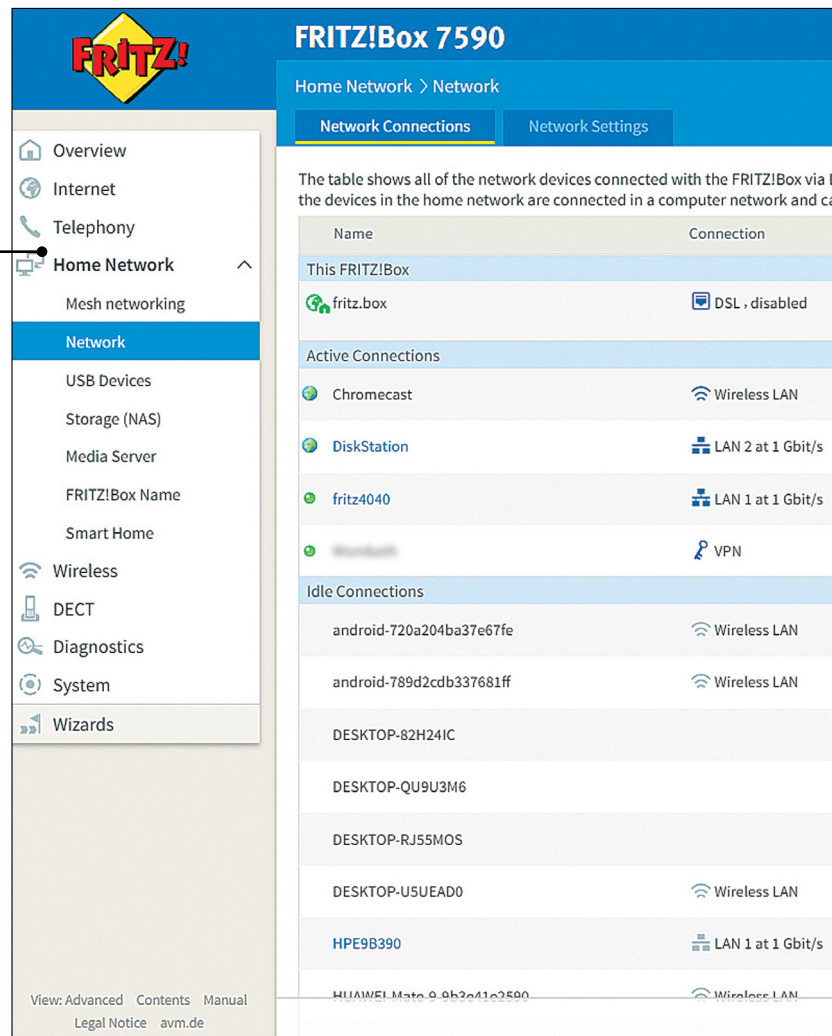 FRITZ!
FRITZ!Box 7590
Home Network > Network
Network Connections Network Settings
Overview
Internet
Telephony
Home Network
Mesh networking
Network
USB Devices
Storage (NAS)
Media Server
FRITZ!Box Name
Smart Home
Wireless
DECT
Diagnostics
System
Wizards
View: Advanced Contents Manual
Legal Notice avm.de
The table shows all of the network devices connected with the FRITZ!Box via
the devices in the home network are connected in a computer network and
Name Connection
This FRITZ!Box
fritz.box DSL, disabled
Active Connections
Chromecast Wireless LAN
DiskStation LAN 2 at 1 Gbit/s
fritz4040 LAN 1 at 1 Gbit/s
VPN
Idle Connections
android-720a204ba37e67fe Wireless LAN
android-789d2cdb337681ff Wireless LAN
DESKTOP-82H24IC
DESKTOP-QU9U3M6
DESKTOP-RJ55MOS
DESKTOP-U5UEAD0 Wireless LAN
HPE9B390 LAN 1 at 1 Gbit/s
HUAWEI-Mate-9-9b3c41e2590 Wireless LAN